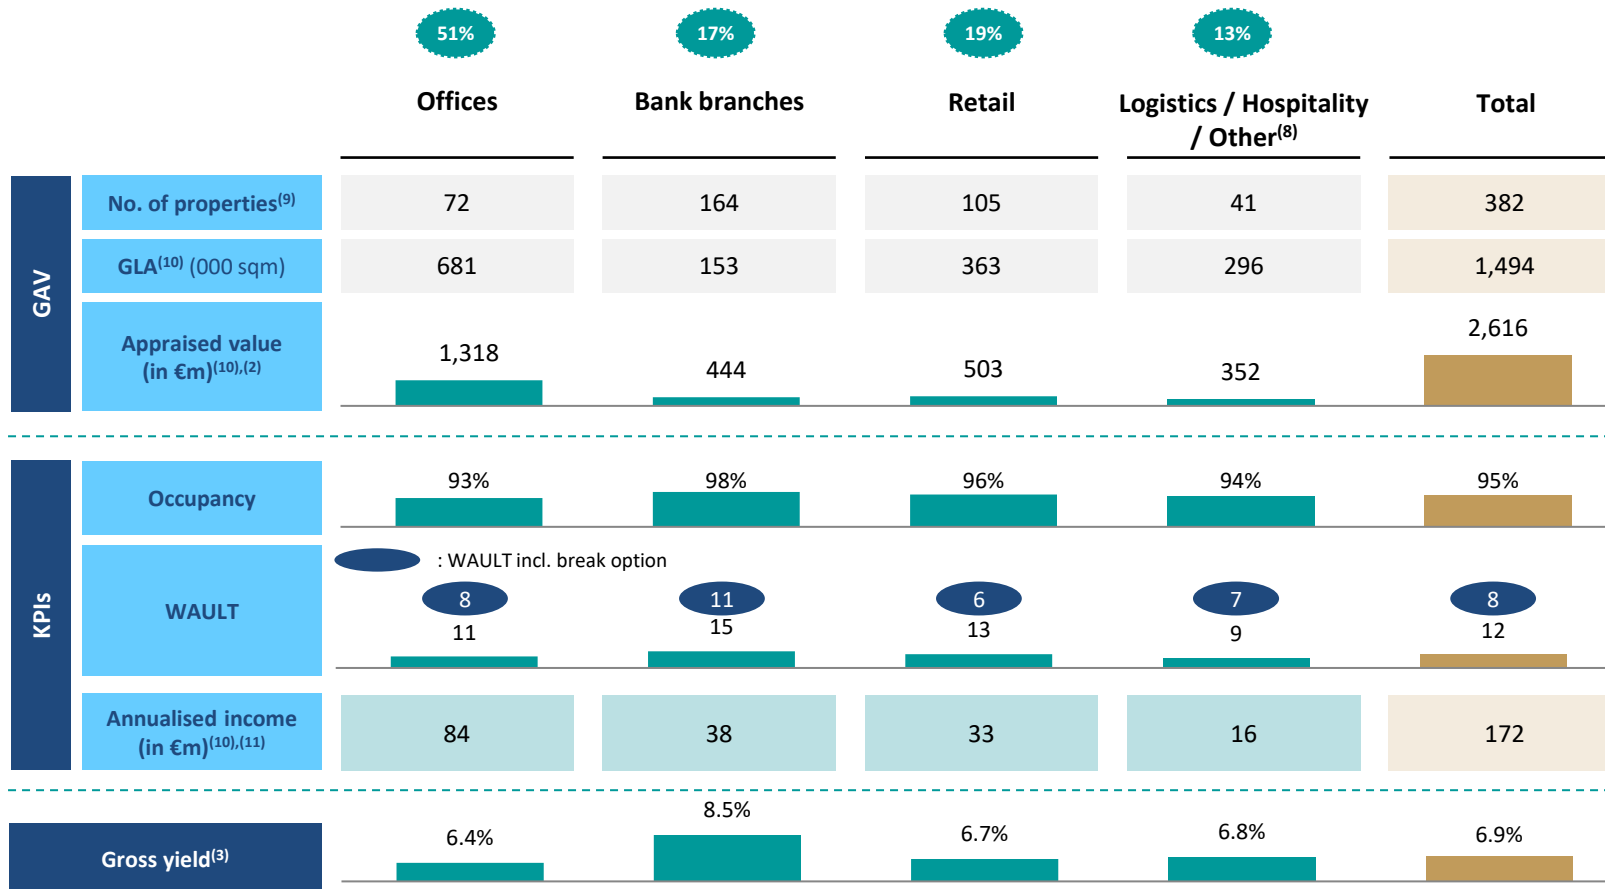 51% 17% 19% 13%
Offices Bank branches Retail Logistics / Hospitality / Other(8) Total
GAV
No. of properties(9) 72 164 105 41 382
GLA(10) (000 sqm) 681 153 363 296 1,494
Appraised value
(in €m)(10),(2) 1,318 444 503 352 2,616
KPIs
Occupancy 93% 98% 96% 94% 95%
: WAULT incl. break option
WAULT
8 11 6 7 8
11 15 13 9 12
Annualised income
(in €m)(10),(11) 84 38 33 16 172
Gross yield(3) 6.4% 8.5% 6.7% 6.8% 6.9%